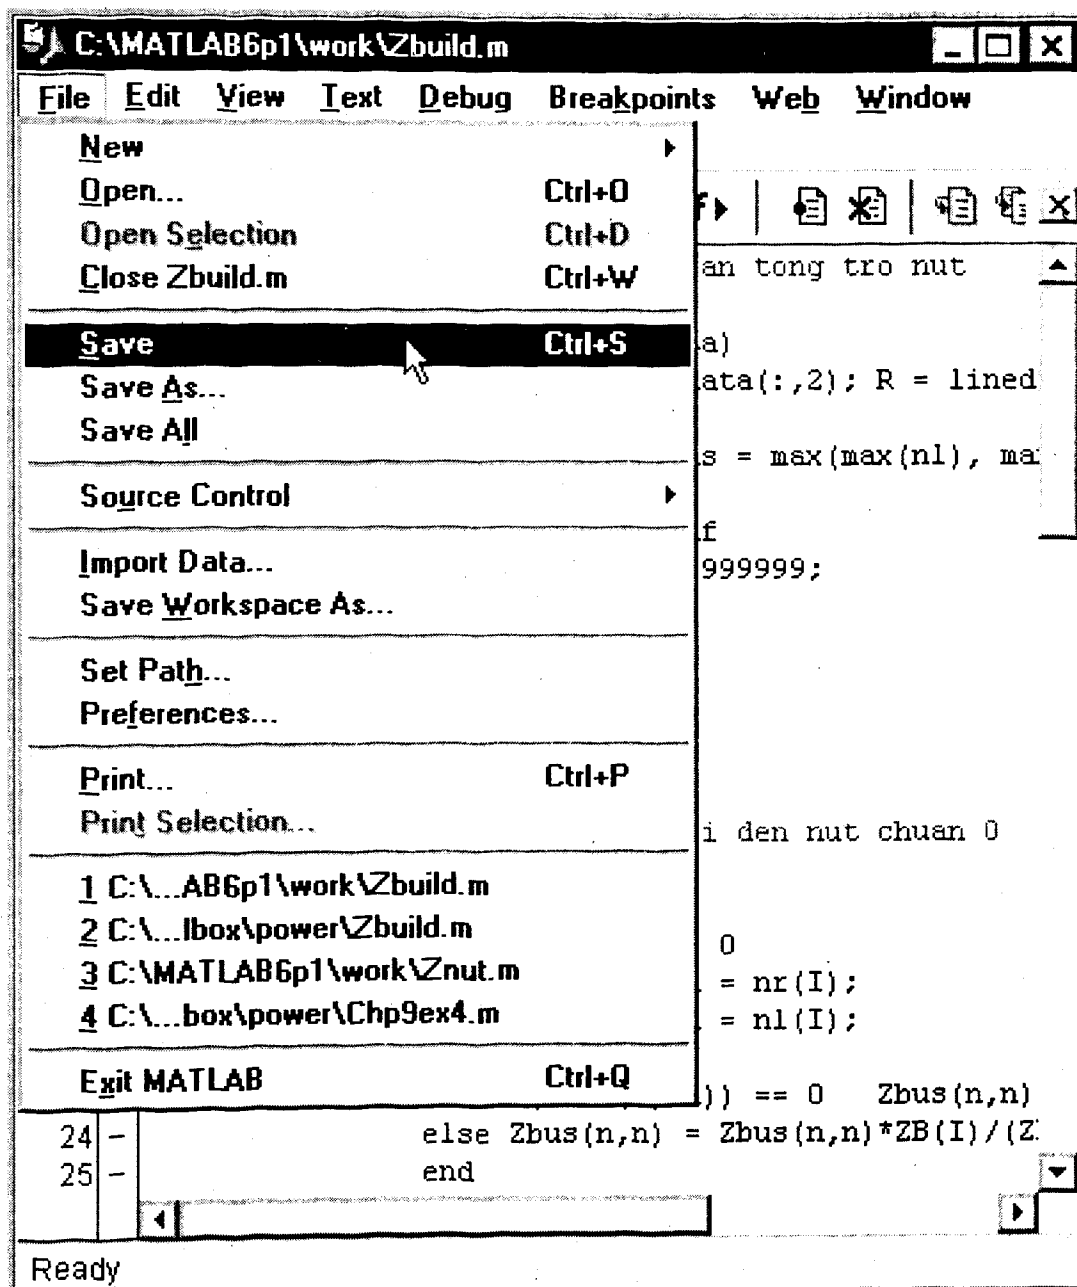 C:\MATLAB6p1\work\Zbuild.m
File Edit View Text Debug Breakpoints Web Window
New
Open... Ctrl+O
Open Selection Ctrl+D
Close Zbuild.m Ctrl+W
an tong tro nut
Save Ctrl+S
a)
Save As...
ata(:,2); R = lined
Save All
s = max(max(nl), ma
Source Control
f
Import Data...
999999;
Save Workspace As...
Set Path...
Preferences...
Print... Ctrl+P
Print Selection...
i den nut chuan 0
1 C:\...AB6p1\work\Zbuild.m
2 C:\...lbox\power\Zbuild.m
0
3 C:\MATLAB6p1\work\Znut.m
= nr(I);
4 C:\...box\power\Chp9ex4.m
= nl(I);
Exit MATLAB Ctrl+Q
)) == 0 Zbus(n,n)
24 – else Zbus(n,n) = Zbus(n,n)*ZB(I)/(Z
25 – end
Ready